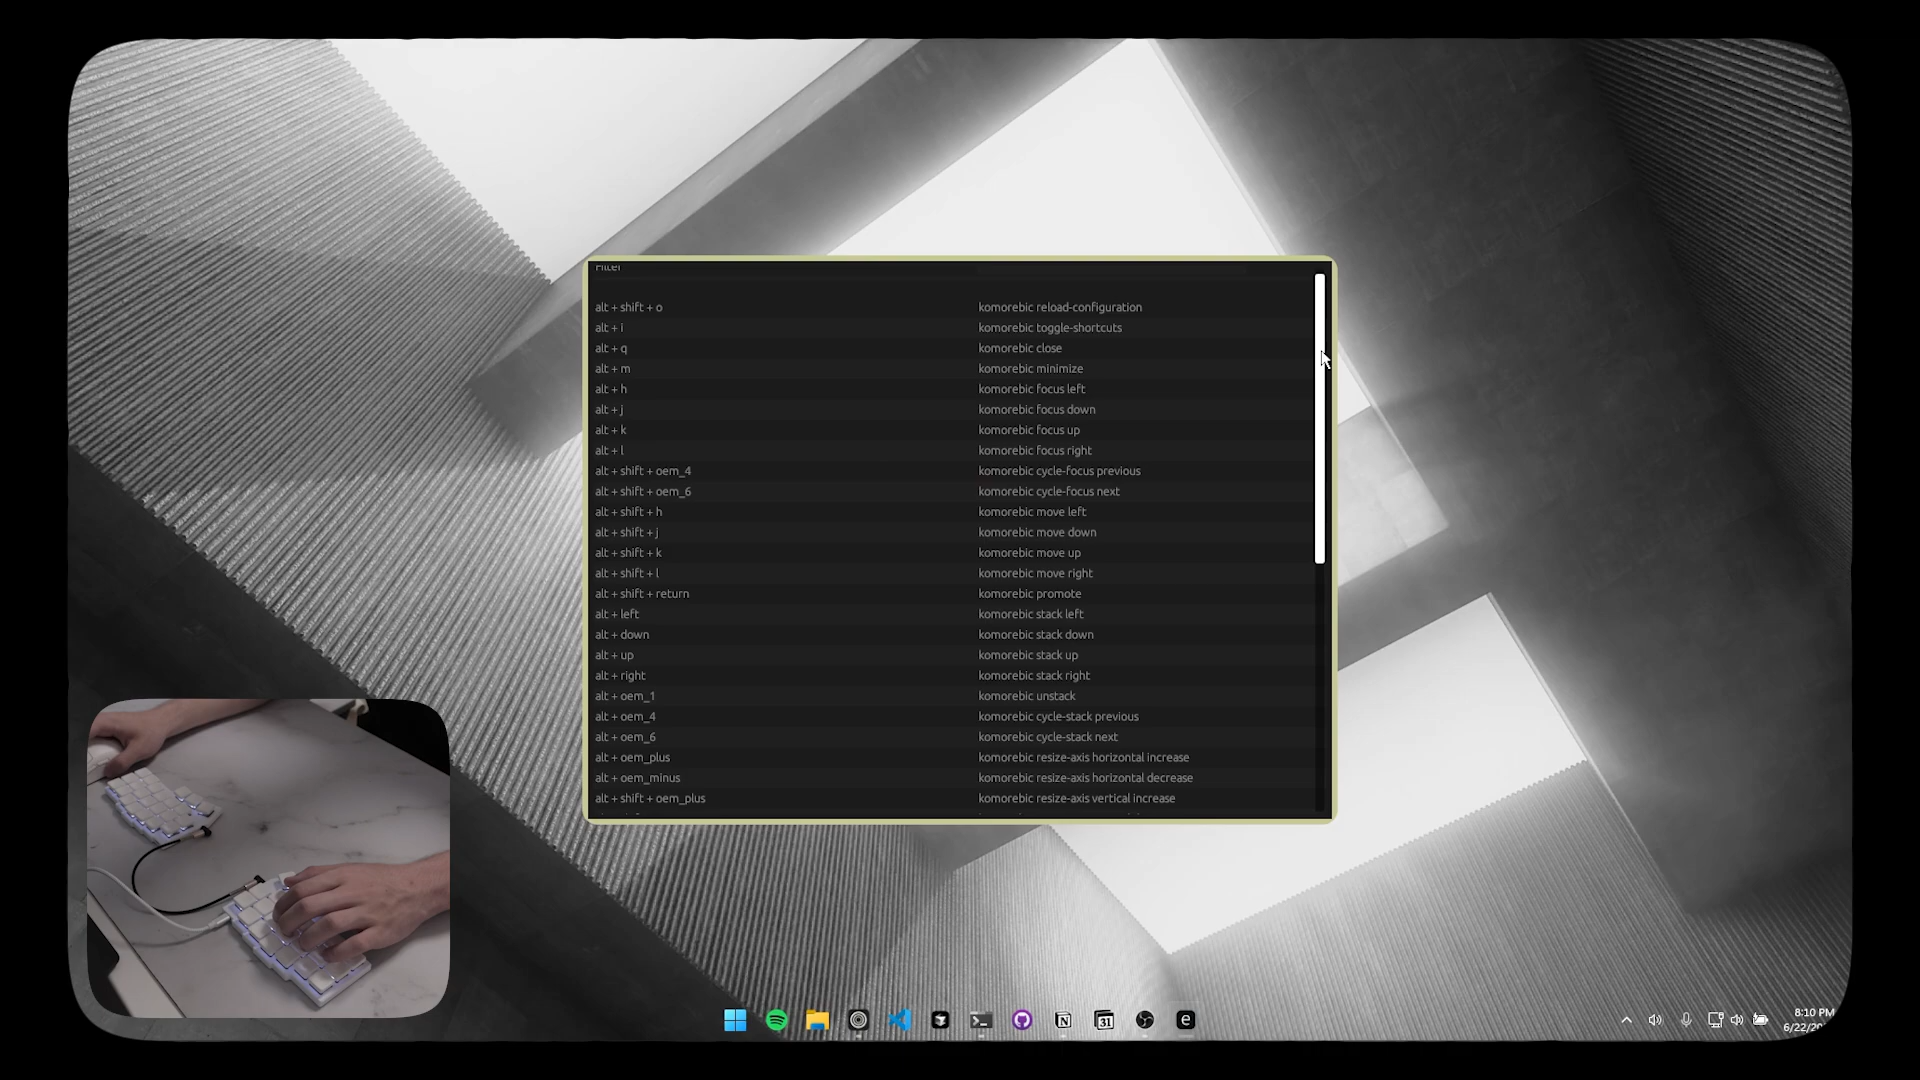 Filter
alt + shift + o komorebic reload-configuration
alt + i komorebic toggle-shortcuts
alt + q komorebic close
alt + m komorebic minimize
alt + h komorebic focus left
alt + j komorebic focus down
alt + k komorebic focus up
alt + l komorebic focus right
alt + shift + oem_4 komorebic cycle-focus previous
alt + shift + oem_6 komorebic cycle-focus next
alt + shift + h komorebic move left
alt + shift + j komorebic move down
alt + shift + k komorebic move up
alt + shift + l komorebic move right
alt + shift + return komorebic promote
alt + left komorebic stack left
alt + down komorebic stack down
alt + up komorebic stack up
alt + right komorebic stack right
alt + oem_1 komorebic unstack
alt + oem_4 komorebic cycle-stack previous
alt + oem_6 komorebic cycle-stack next
alt + oem_plus komorebic resize-axis horizontal increase
alt + oem_minus komorebic resize-axis horizontal decrease
alt + shift + oem_plus komorebic resize-axis vertical increase
31
8:10 PM
6/22/20